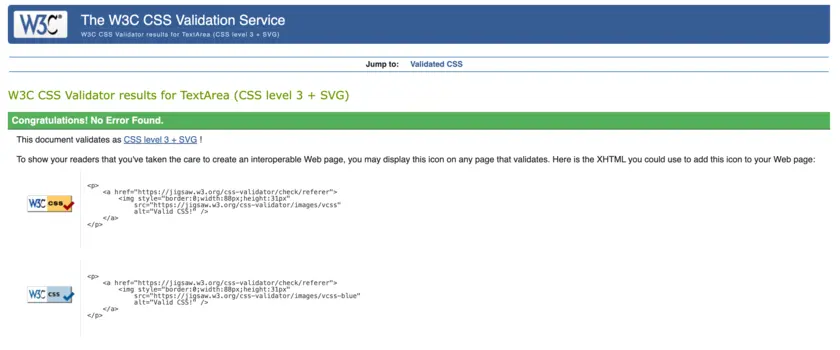 W3C®
The W3C CSS Validation Service
W3C CSS Validator results for TextArea (CSS level 3 + SVG)
Jump to: Validated CSS
W3C CSS Validator results for TextArea (CSS level 3 + SVG)
Congratulations! No Error Found.
This document validates as CSS level 3 + SVG !
To show your readers that you've taken the care to create an interoperable Web page, you may display this icon on any page that validates. Here is the XHTML you could use to add this icon to your Web page:
W3C css
<p>
<a href="https://jigsaw.w3.org/css-validator/check/referer">
<img style="border:0;width:88px;height:31px"
src="https://jigsaw.w3.org/css-validator/images/vcss"
alt="Valid CSS!" />
</a>
</p>
W3C css
<p>
<a href="https://jigsaw.w3.org/css-validator/check/referer">
<img style="border:0;width:88px;height:31px"
src="https://jigsaw.w3.org/css-validator/images/vcss-blue"
alt="Valid CSS!" />
</a>
</p>